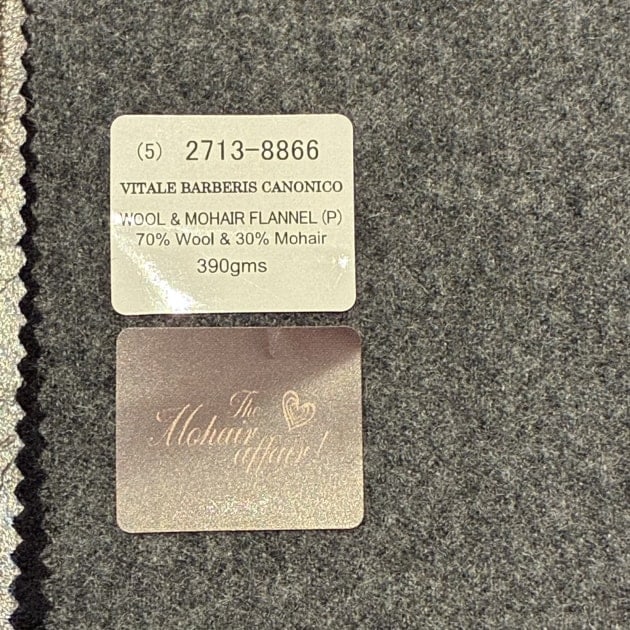 (5) 2713-8866
VITALE BARBERIS CANONICO
WOOL & MOHAIR FLANNEL (P)
70% Wool & 30% Mohair
390gms
The
Mohair
affair!